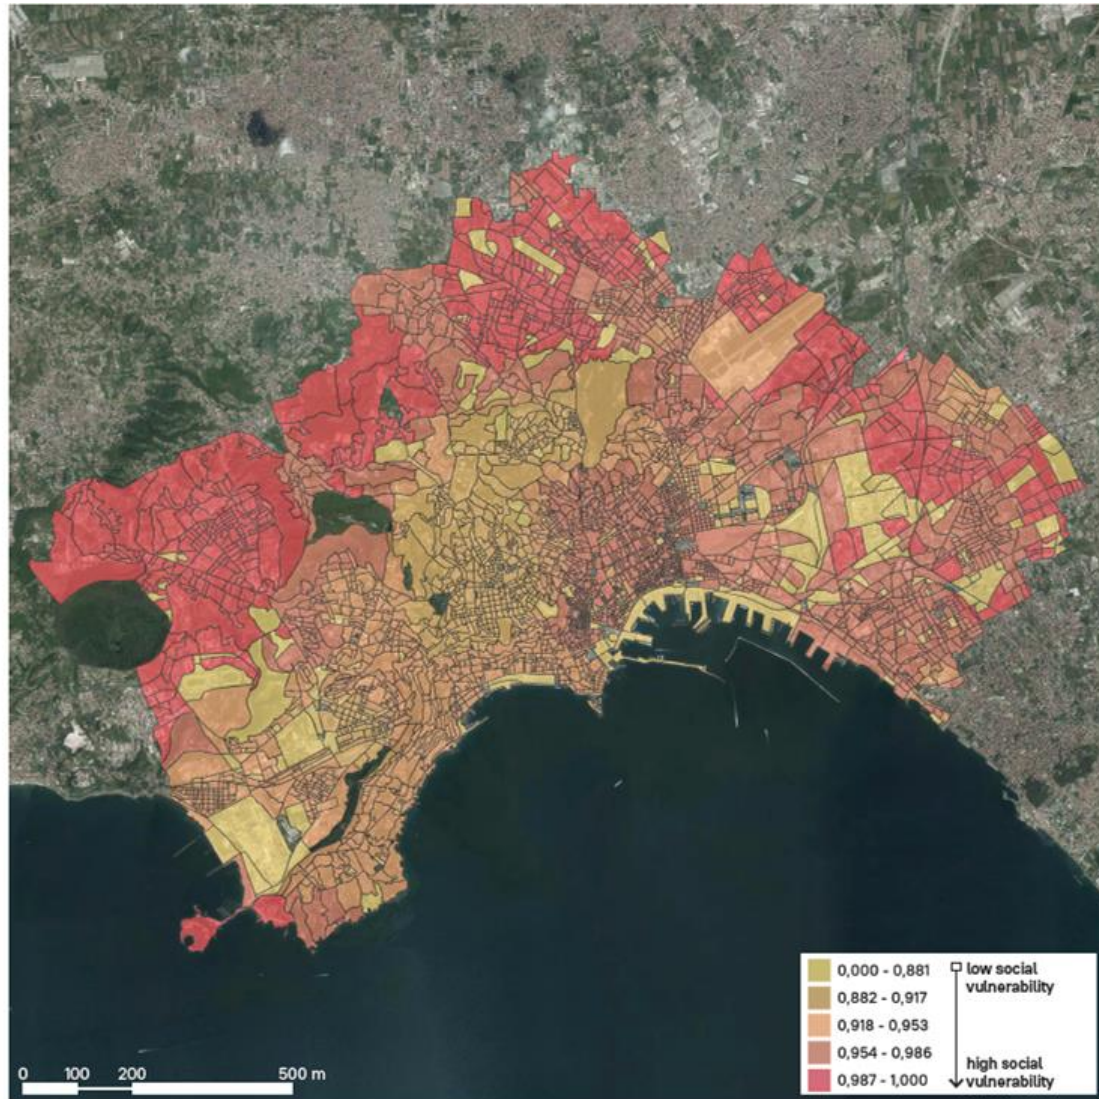 0,000 - 0,881
low social
vulnerability
0,882 - 0,917
0,918 - 0,953
0,954 - 0,986
high social
vulnerability
0,987 - 1,000
0 100 200 500 m